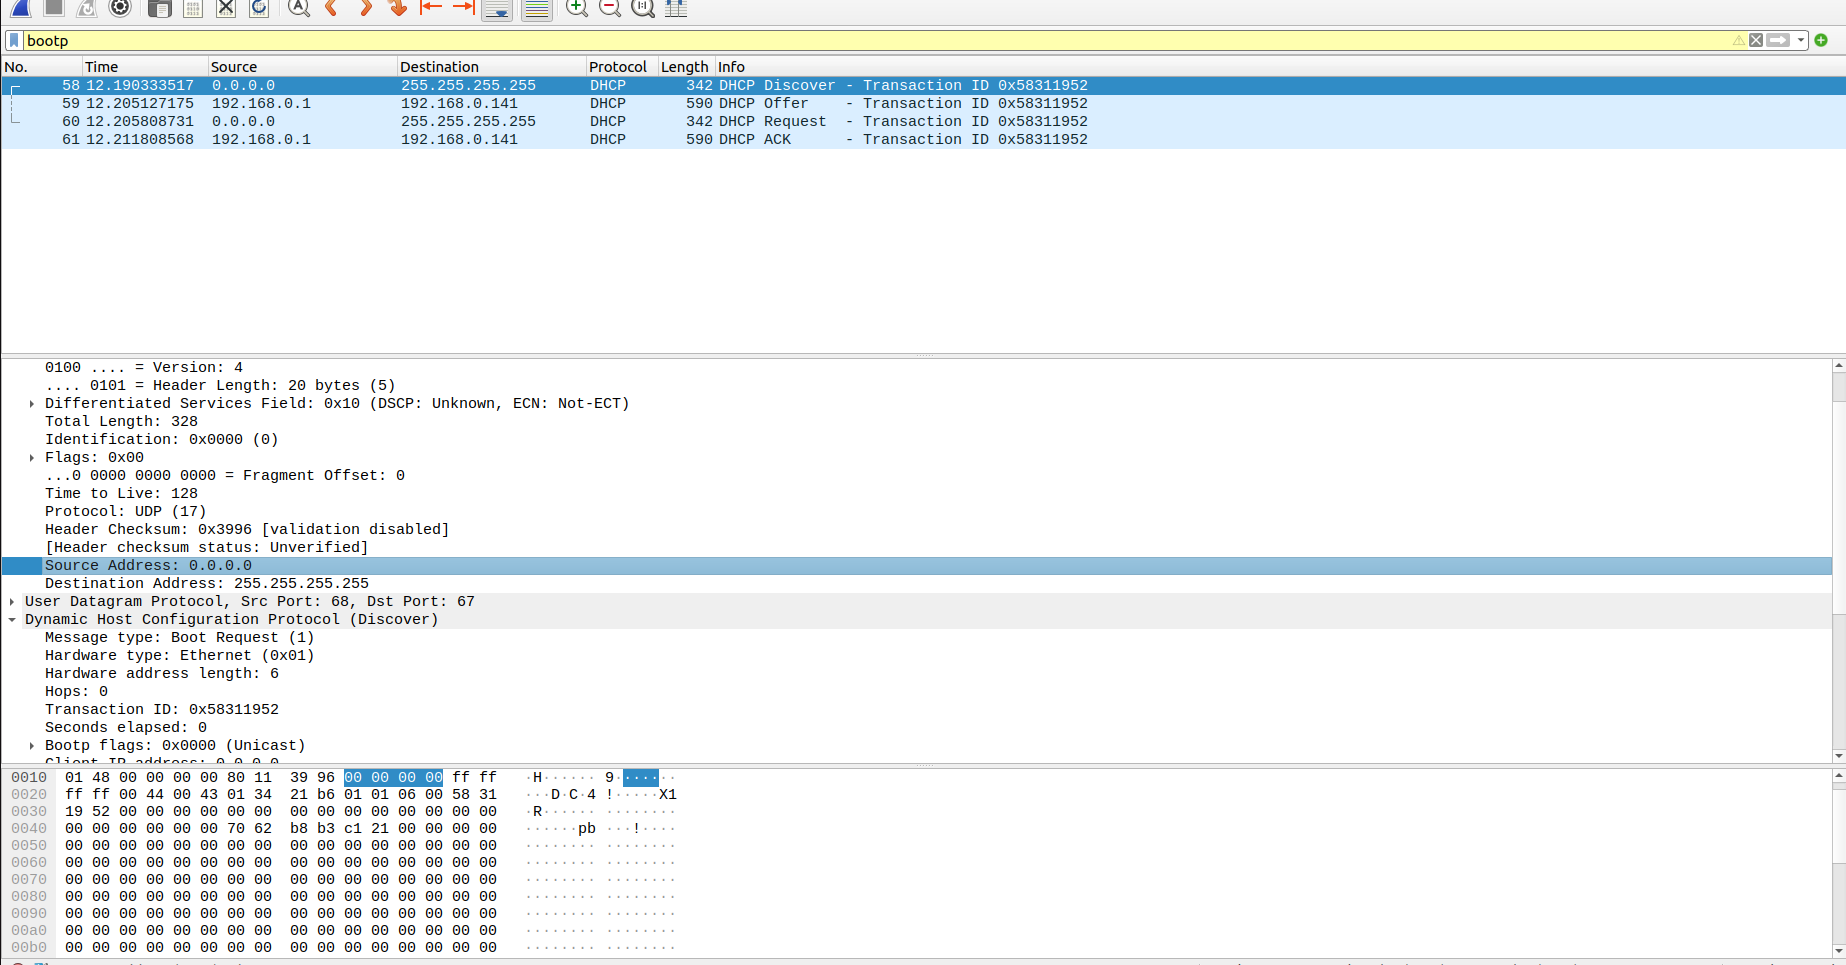 bootp
No. Time Source Destination Protocol Length Info
58 12.190333517 0.0.0.0 255.255.255.255 DHCP 342 DHCP Discover - Transaction ID 0x58311952
59 12.205127175 192.168.0.1 192.168.0.141 DHCP 590 DHCP Offer - Transaction ID 0x58311952
60 12.205808731 0.0.0.0 255.255.255.255 DHCP 342 DHCP Request - Transaction ID 0x58311952
61 12.211808568 192.168.0.1 192.168.0.141 DHCP 590 DHCP ACK - Transaction ID 0x58311952
0100 .... = Version: 4
.... 0101 = Header Length: 20 bytes (5)
Differentiated Services Field: 0x10 (DSCP: Unknown, ECN: Not-ECT)
Total Length: 328
Identification: 0x0000 (0)
Flags: 0x00
...0 0000 0000 0000 = Fragment Offset: 0
Time to Live: 128
Protocol: UDP (17)
Header Checksum: 0x3996 [validation disabled]
[Header checksum status: Unverified]
Source Address: 0.0.0.0
Destination Address: 255.255.255.255
User Datagram Protocol, Src Port: 68, Dst Port: 67
Dynamic Host Configuration Protocol (Discover)
Message type: Boot Request (1)
Hardware type: Ethernet (0x01)
Hardware address length: 6
Hops: 0
Transaction ID: 0x58311952
Seconds elapsed: 0
Bootp flags: 0x0000 (Unicast)
Client IP address: 0.0.0.0
0010 01 48 00 00 00 00 80 11 39 96 00 00 00 00 ff ff ·H······ 9·······
0020 ff ff 00 44 00 43 01 34 21 b6 01 01 06 00 58 31 ···D·C·4 !·····X1
0030 19 52 00 00 00 00 00 00 00 00 00 00 00 00 00 00 ·R······ ········
0040 00 00 00 00 00 00 70 62 b8 b3 c1 21 00 00 00 00 ······pb ···!····
0050 00 00 00 00 00 00 00 00 00 00 00 00 00 00 00 00 ········ ········
0060 00 00 00 00 00 00 00 00 00 00 00 00 00 00 00 00 ········ ········
0070 00 00 00 00 00 00 00 00 00 00 00 00 00 00 00 00 ········ ········
0080 00 00 00 00 00 00 00 00 00 00 00 00 00 00 00 00 ········ ········
0090 00 00 00 00 00 00 00 00 00 00 00 00 00 00 00 00 ········ ········
00a0 00 00 00 00 00 00 00 00 00 00 00 00 00 00 00 00 ········ ········
00b0 00 00 00 00 00 00 00 00 00 00 00 00 00 00 00 00 ········ ········